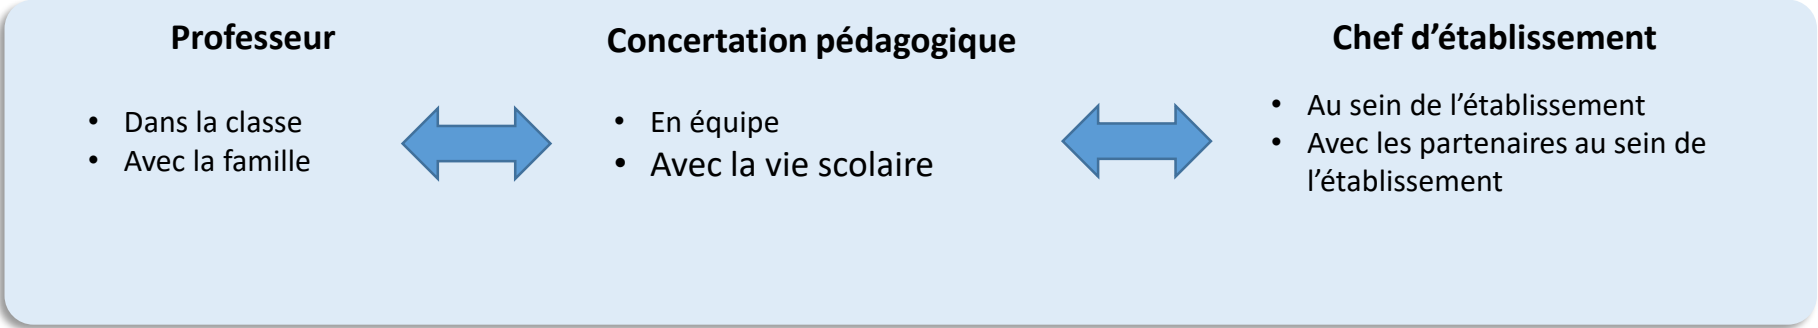 Professeur
• Dans la classe
• Avec la famille
Concertation pédagogique
• En équipe
• Avec la vie scolaire
Chef d’établissement
• Au sein de l’établissement
• Avec les partenaires au sein de
l’établissement